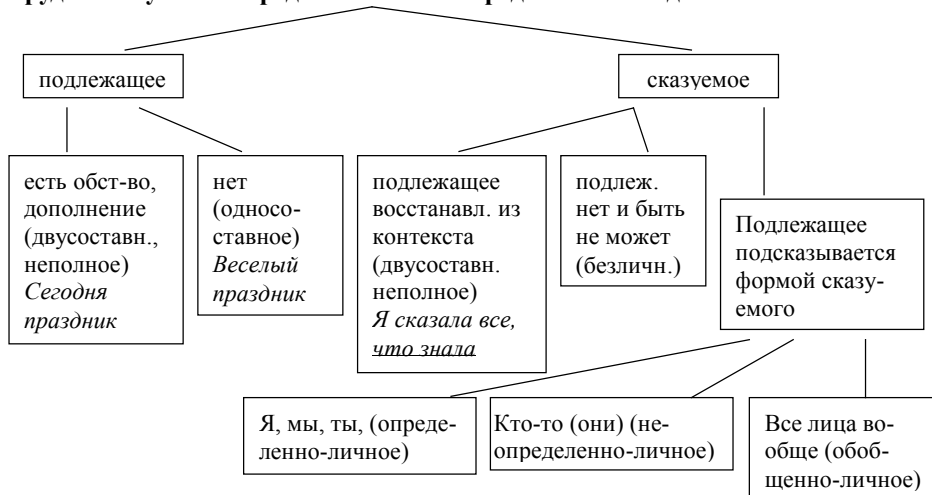 подлежащее
сказуемое
есть обст-во,
дополнение
(двусоставн.,
неполное)
Сегодня
праздник
нет
(односо-
ставное)
Веселый
праздник
подлежащее
восстанавл. из
контекста
(двусоставн.
неполное)
Я сказала все,
что знала
подлеж.
нет и быть
не может
(безличн.)
Подлежащее
подсказывается
формой сказу-
емого
Я, мы, ты, (опреде-
ленно-личное)
Кто-то (они) (не-
определенно-личное)
Все лица во-
обще (обоб-
щенно-личное)